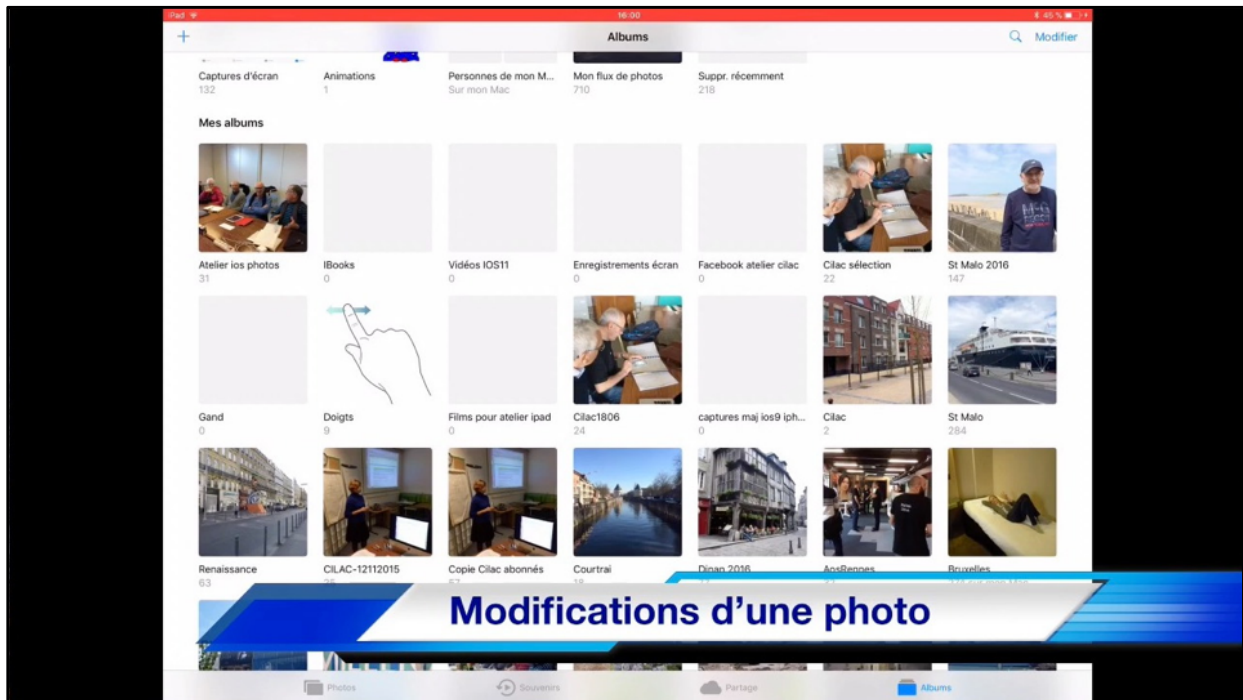 Pad
16:00
45 %
Albums
Modifier
Captures d'écran
132
Animations
1
Personnes de mon M...
Sur mon Mac
Mon flux de photos
710
Suppr. récemment
218
Mes albums
Atelier ios photos
31
IBooks
0
Vidéos IOS11
0
Enregistrements écran
0
Facebook atelier cilac
0
Cilac sélection
22
St Malo 2016
147
Gand
0
Doigts
9
Films pour atelier ipad
0
Cilac1806
24
captures maj ios9 iph...
0
Cilac
2
St Malo
284
Renaissance
63
CILAC-12112015
Copie Cilac abonnés
57
Courtrai
18
Dinan 2016
AosRennes
Bruxelles
Modifications d'une photo
Photos
Souvenirs
Partage
Albums